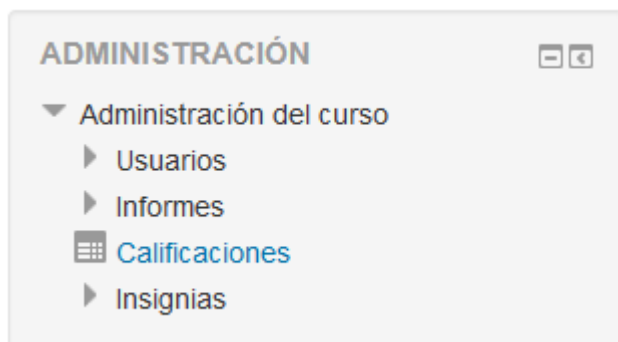 ADMINISTRACIÓN
Administración del curso
Usuarios
Informes
Calificaciones
Insignias